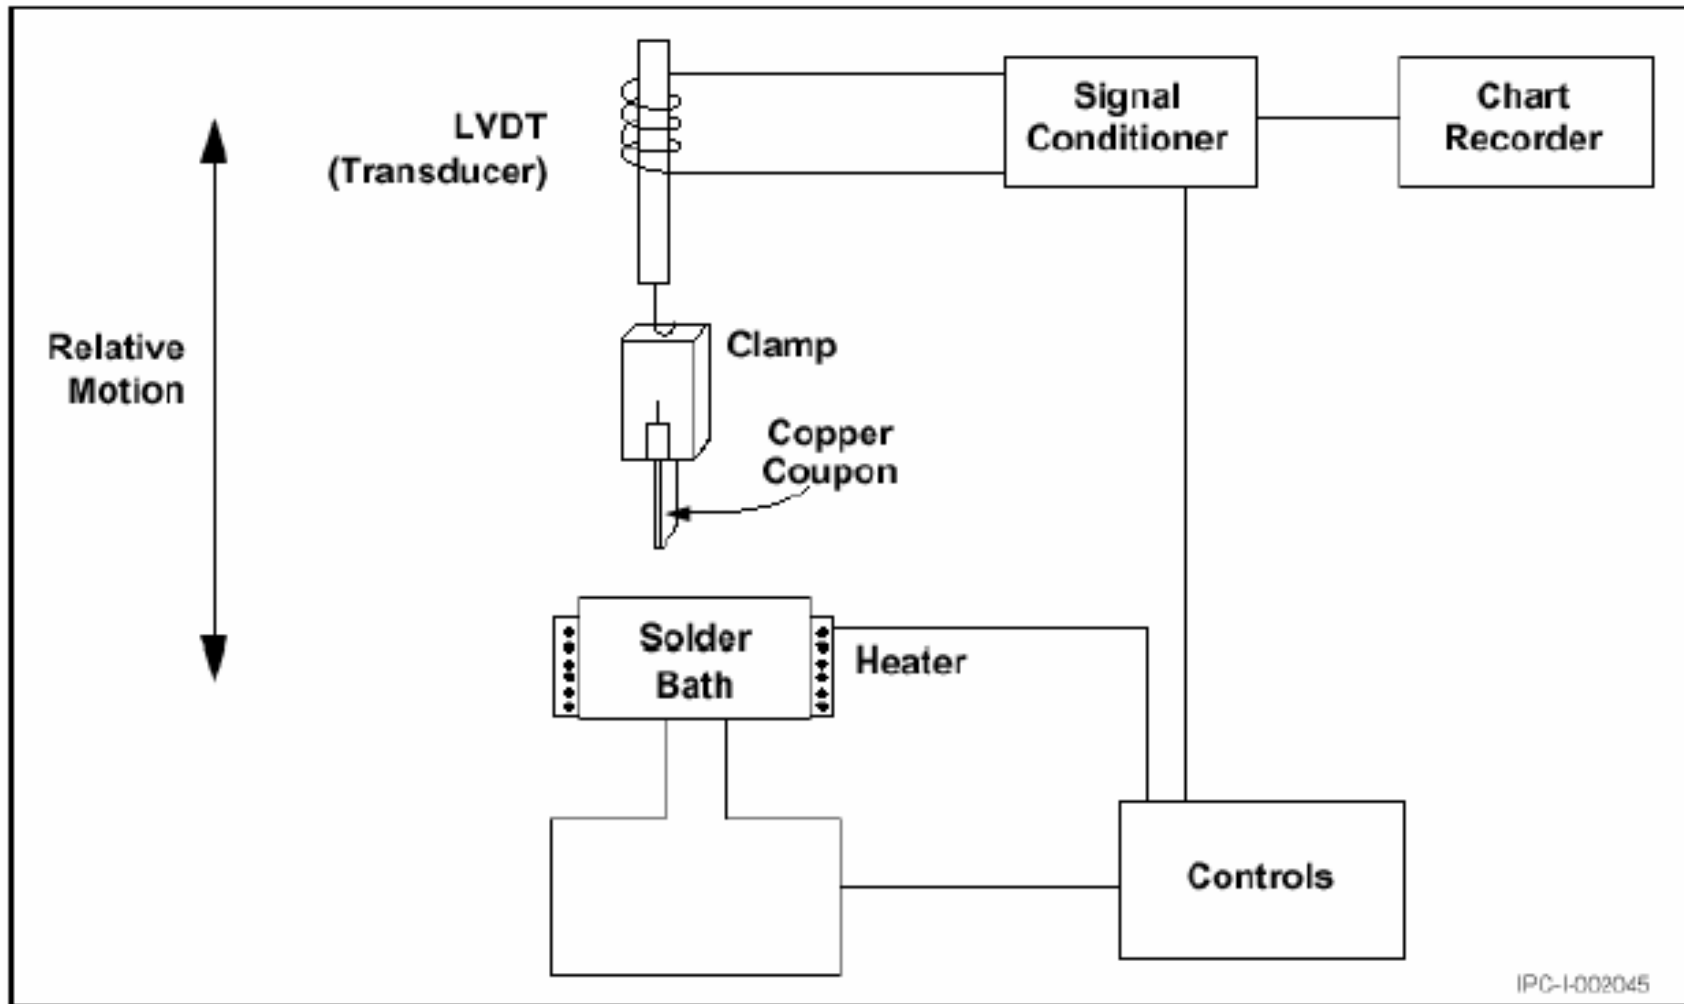 LVDT
(Transducer)
Signal
Conditioner
Chart
Recorder
Relative
Motion
Clamp
Copper
Coupon
Solder
Bath
Heater
Controls
IPC-I-002045